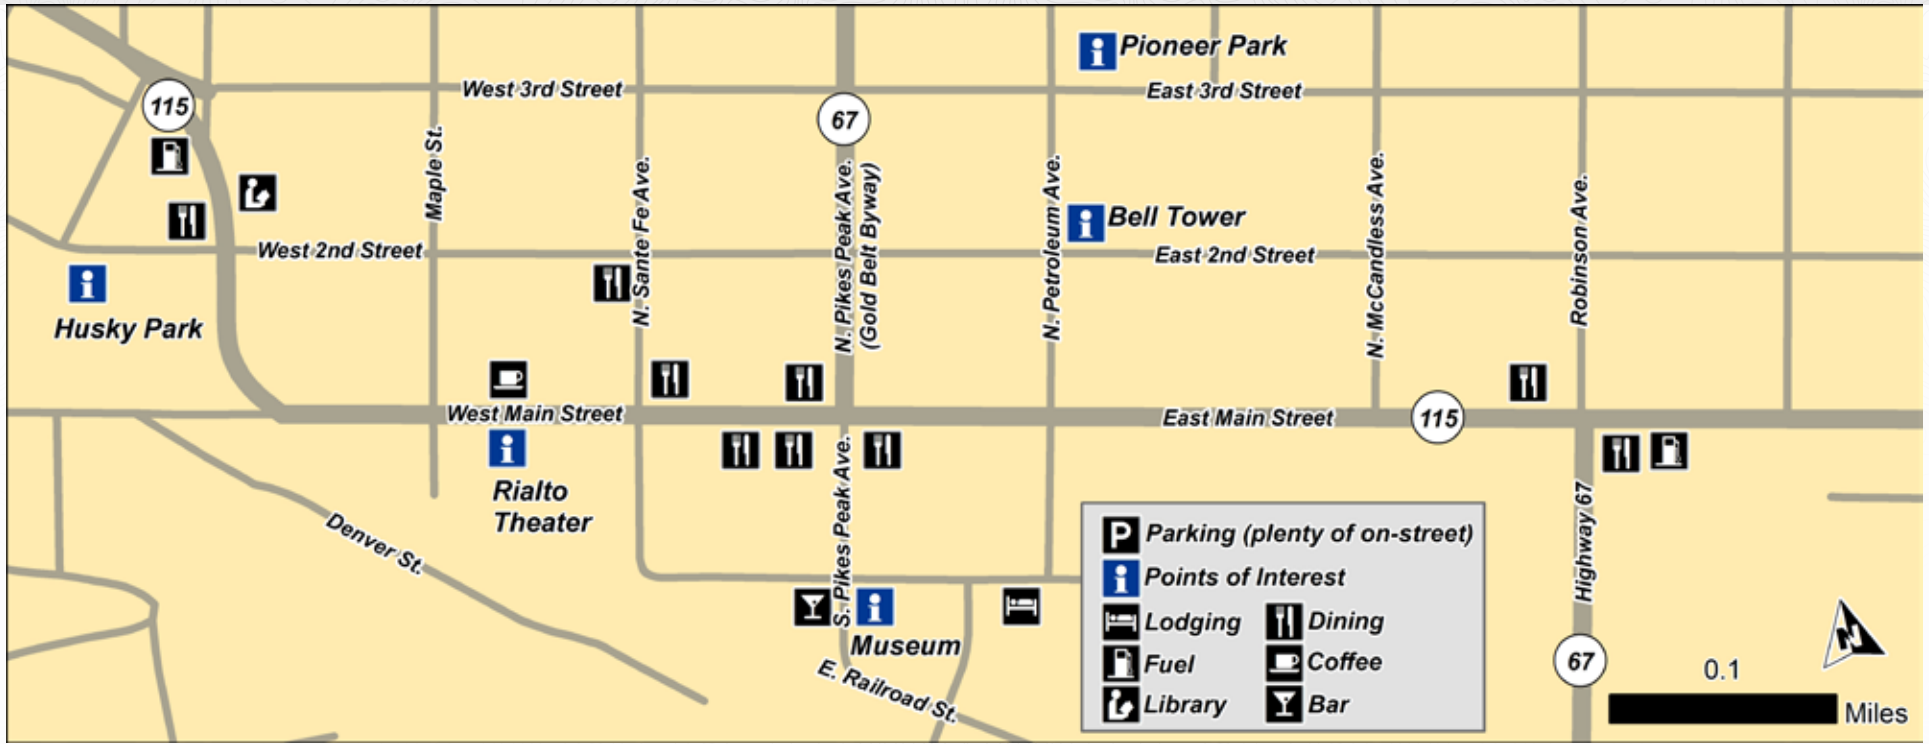 Pioneer Park
West 3rd Street
East 3rd Street
115
67
Maple St.
N. Sante Fe Ave.
N. Pikes Peak Ave.
(Gold Belt Byway)
N. Petroleum Ave.
N. McCandless Ave.
Robinson Ave.
Bell Tower
West 2nd Street
East 2nd Street
Husky Park
West Main Street
East Main Street
115
Rialto
Theater
Denver St.
S. Pikes Peak Ave.
Highway 67
Museum
E. Railroad St.
67
P Parking (plenty of on-street)
Points of Interest
Lodging
Dining
Fuel
Coffee
Library
Bar
N
0.1
Miles